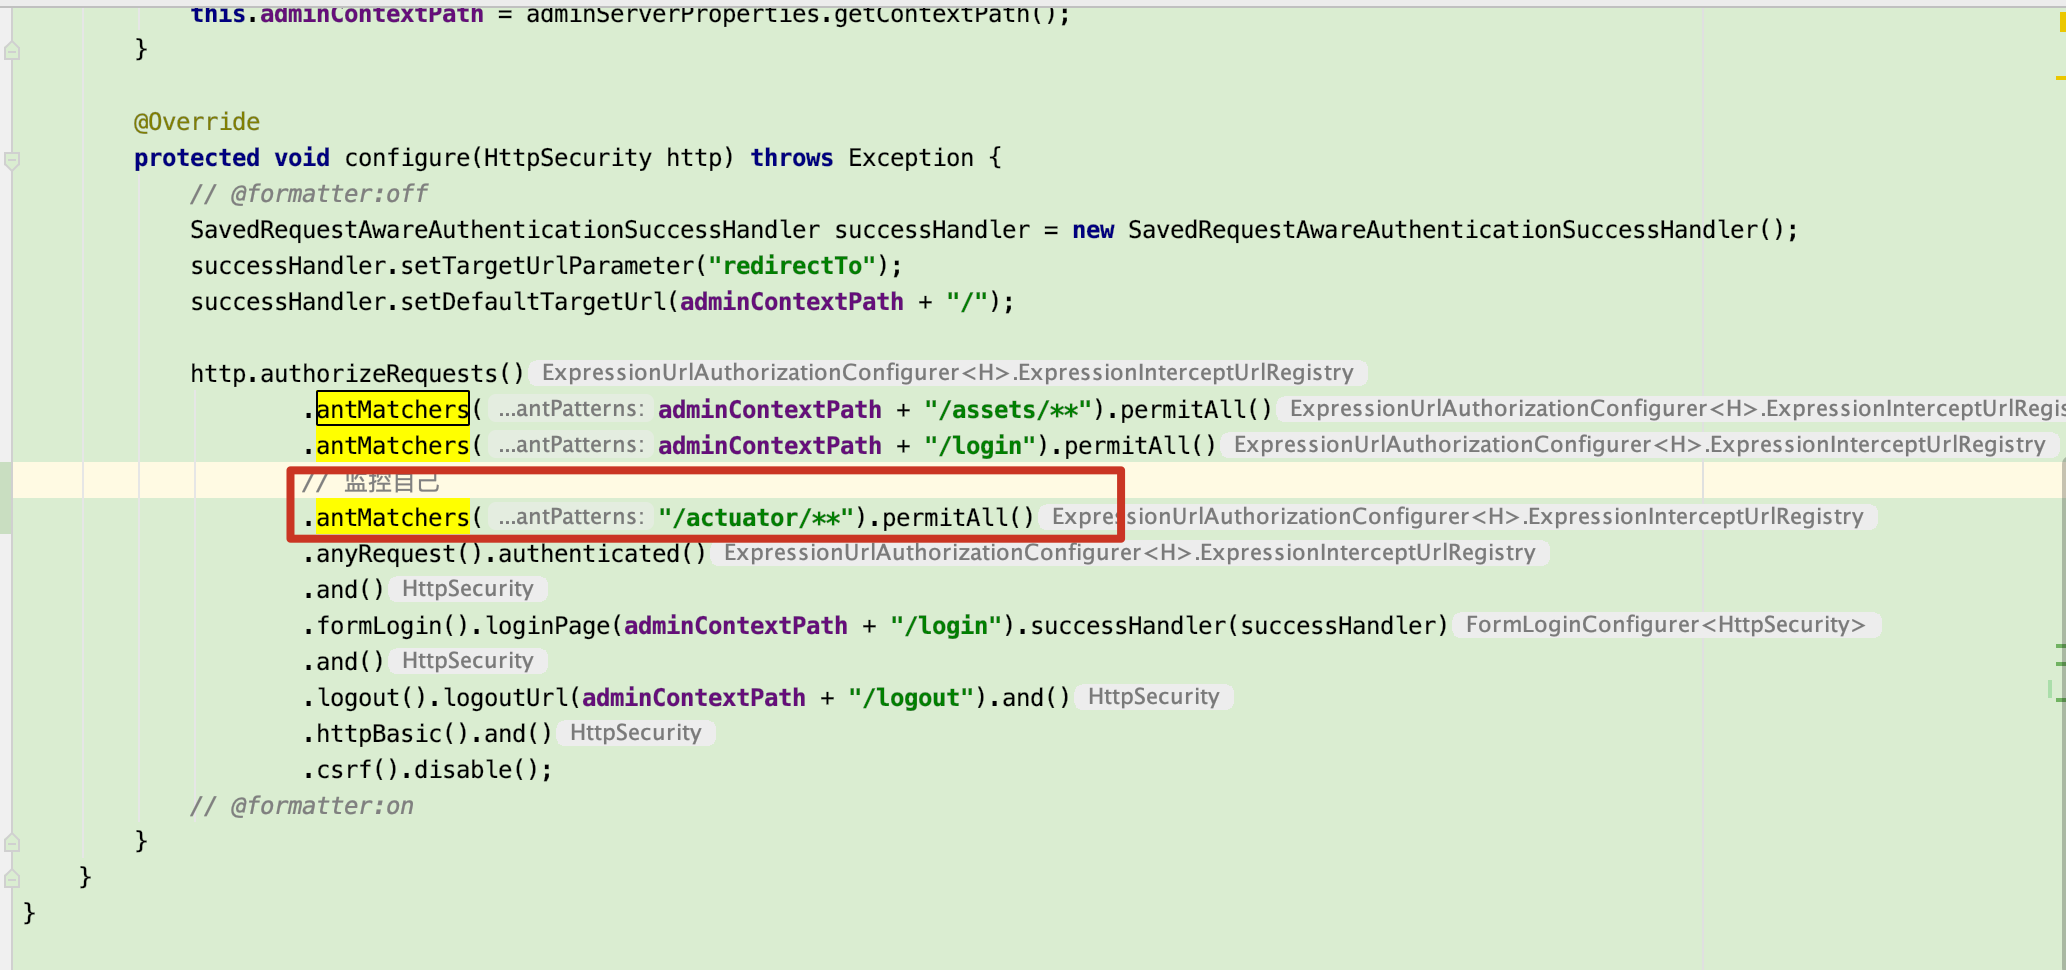 this.adminContextPath = adminServerProperties.getContextPath();
}
@Override
protected void configure(HttpSecurity http) throws Exception {
// @formatter:off
SavedRequestAwareAuthenticationSuccessHandler successHandler = new SavedRequestAwareAuthenticationSuccessHandler();
successHandler.setTargetUrlParameter("redirectTo");
successHandler.setDefaultTargetUrl(adminContextPath + "/");
http.authorizeRequests() ExpressionUrlAuthorizationConfigurer<H>.ExpressionInterceptUrlRegistry
.antMatchers( ...antPatterns: adminContextPath + "/assets/**").permitAll() ExpressionUrlAuthorizationConfigurer<H>.ExpressionInterceptUrlRegis
.antMatchers( ...antPatterns: adminContextPath + "/login").permitAll() ExpressionUrlAuthorizationConfigurer<H>.ExpressionInterceptUrlRegistry
// 监控自己
.antMatchers( ...antPatterns: "/actuator/**").permitAll() ExpressionUrlAuthorizationConfigurer<H>.ExpressionInterceptUrlRegistry
.anyRequest().authenticated() ExpressionUrlAuthorizationConfigurer<H>.ExpressionInterceptUrlRegistry
.and() HttpSecurity
.formLogin().loginPage(adminContextPath + "/login").successHandler(successHandler) FormLoginConfigurer<HttpSecurity>
.and() HttpSecurity
.logout().logoutUrl(adminContextPath + "/logout").and() HttpSecurity
.httpBasic().and() HttpSecurity
.csrf().disable();
// @formatter:on
}
}
}